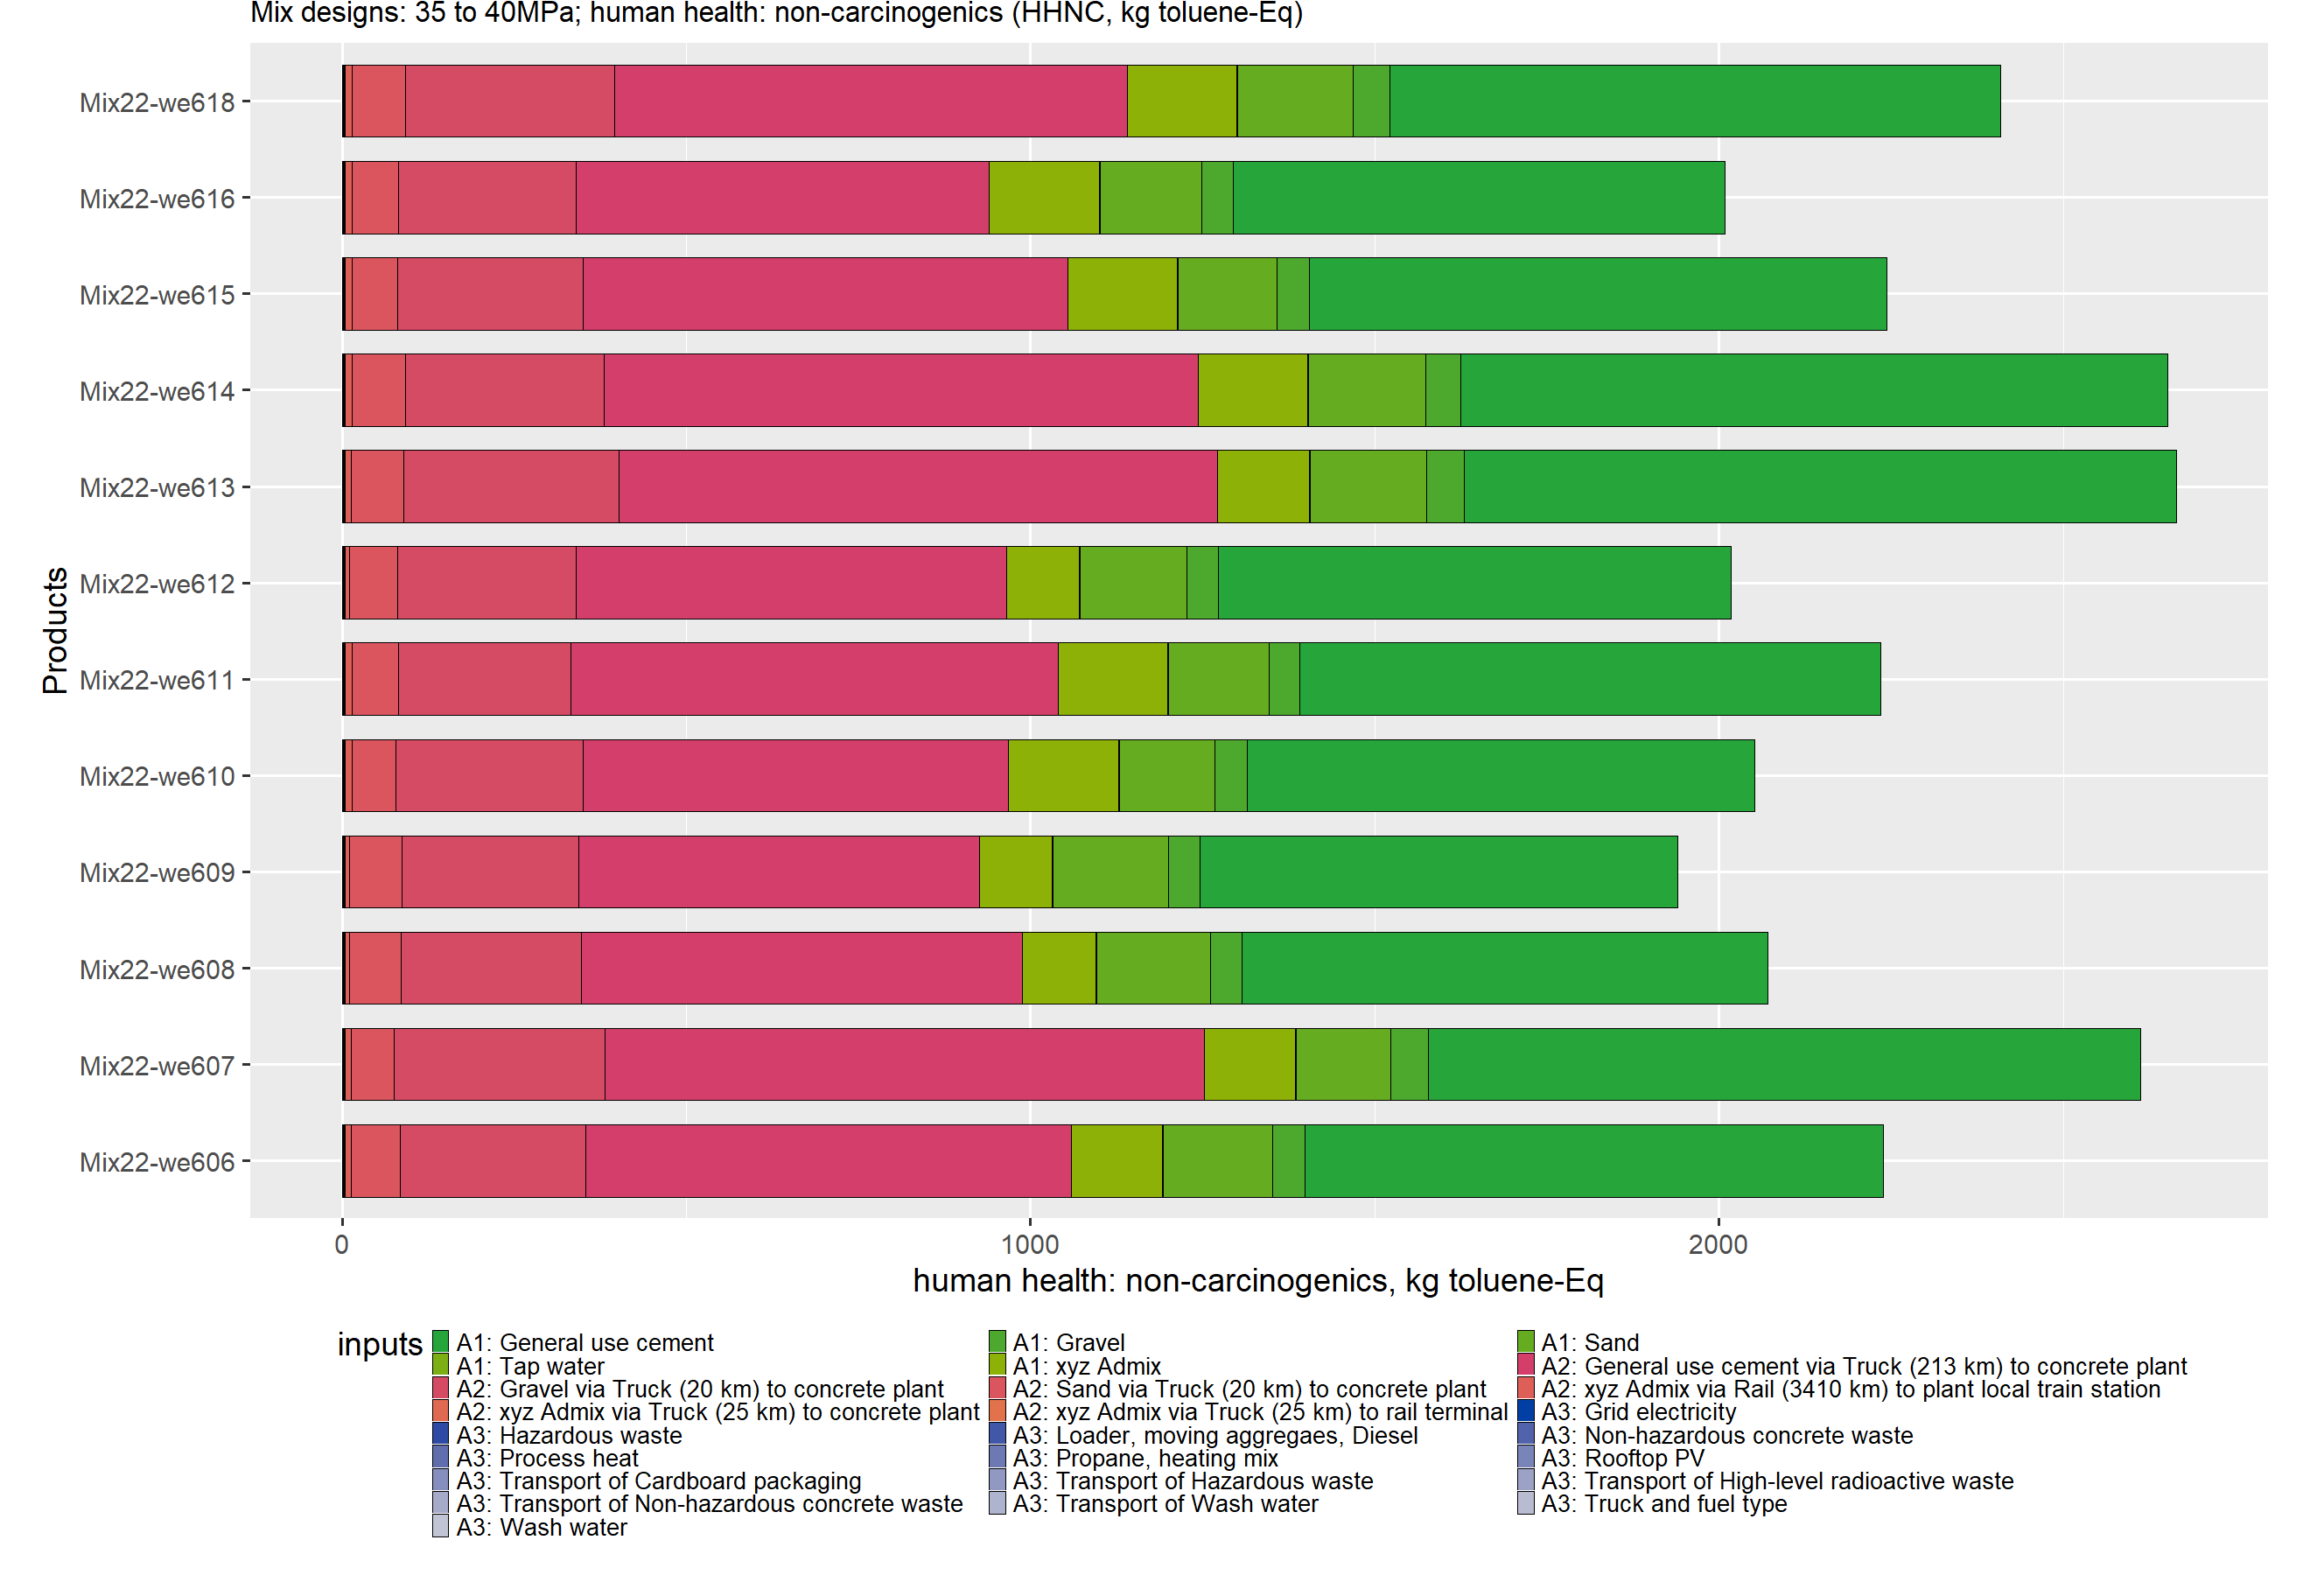 Mix designs: 35 to 40MPa; human health: non-carcinogenics (HHNC, kg toluene-Eq)
Mix22-we618
Mix22-we616
Mix22-we615
Mix22-we614
Mix22-we613
Mix22-we612
Mix22-we611
Mix22-we610
Mix22-we609
Mix22-we608
Mix22-we607
Mix22-we606
Products
0 1000 2000
human health: non-carcinogenics, kg toluene-Eq
inputs
A1: General use cement A1: Gravel A1: Sand
A1: Tap water A1: xyz Admix A2: General use cement via Truck (213 km) to concrete plant
A2: Gravel via Truck (20 km) to concrete plant A2: Sand via Truck (20 km) to concrete plant A2: xyz Admix via Rail (3410 km) to plant local train station
A2: xyz Admix via Truck (25 km) to concrete plant A2: xyz Admix via Truck (25 km) to rail terminal A3: Grid electricity
A3: Hazardous waste A3: Loader, moving aggregaes, Diesel A3: Non-hazardous concrete waste
A3: Process heat A3: Propane, heating mix A3: Rooftop PV
A3: Transport of Cardboard packaging A3: Transport of Hazardous waste A3: Transport of High-level radioactive waste
A3: Transport of Non-hazardous concrete waste A3: Transport of Wash water A3: Truck and fuel type
A3: Wash water